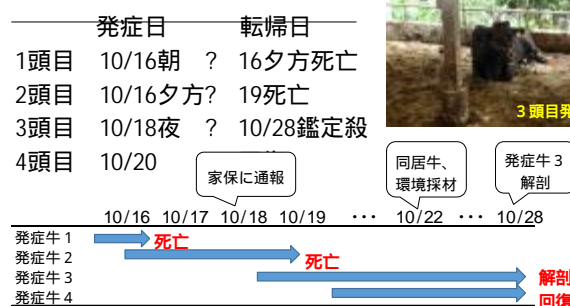 発症日 転帰日
1頭目 10/16朝 ? 16夕方死亡
2頭目 10/16夕方? 19死亡
3頭目 10/18夜 ? 10/28鑑定殺
4頭目 10/20
3頭目発
家保に通報
同居牛、
環境採材
発症牛3
解剖
10/16 10/17 10/18 10/19 ・・・ 10/22 ・・・ 10/28
発症牛1 死亡
発症牛2 死亡
発症牛3 解剖
発症牛4 回復